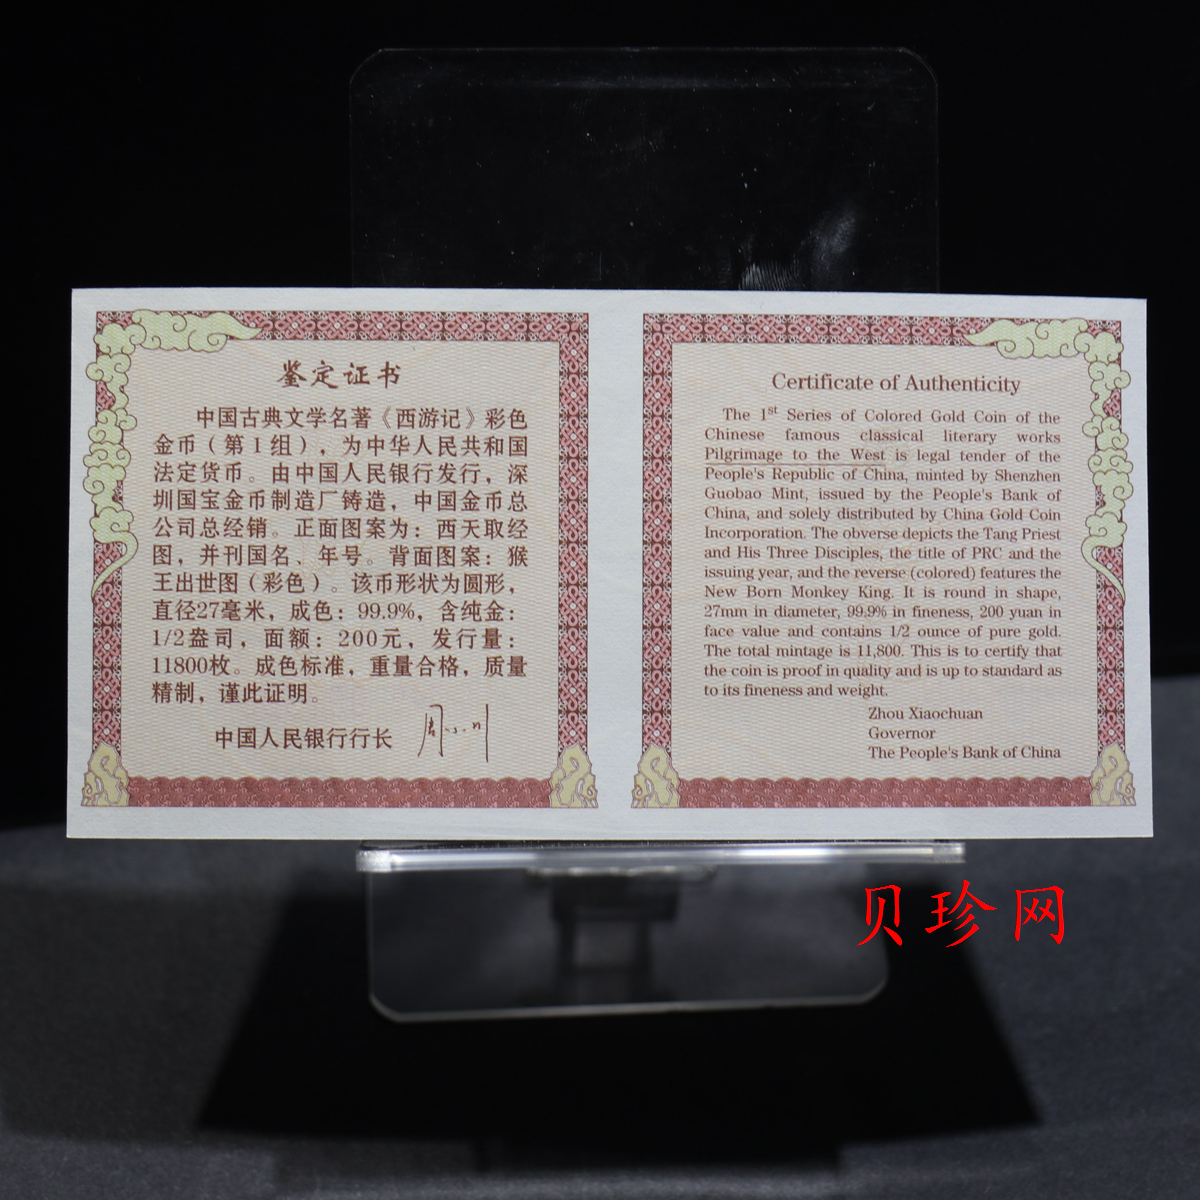 鉴定证书
中国古典文学名著《西游记》彩色
金币（第1组），为中华人民共和国
法定货币。由中国人民银行发行，深
圳国宝金币制造厂铸造，中国金币总
公司总经销。正面图案为：西天取经
图，并刊国名、年号。背面图案：猴
王出世图（彩色）。该币形状为圆形，
直径27毫米，成色：99.9%，含纯金：
1/2盎司，面额：200元，发行量：
11800枚。成色标准，重量合格，质量
精制，谨此证明。
中国人民银行行长 周小川
Certificate of Authenticity
The 1st Series of Colored Gold Coin of the
Chinese famous classical literary works
Pilgrimage to the West is legal tender of the
People's Republic of China, minted by Shenzhen
Guobao Mint, issued by the People's Bank of
China, and solely distributed by China Gold Coin
Incorporation. The obverse depicts the Tang Priest
and His Three Disciples, the title of PRC and the
issuing year, and the reverse (colored) features the
New Born Monkey King. It is round in shape,
27mm in diameter, 99.9% in fineness, 200 yuan in
face value and contains 1/2 ounce of pure gold.
The total mintage is 11,800. This is to certify that
the coin is proof in quality and is up to standard as
to its fineness and weight.
Zhou Xiaochuan
Governor
The People's Bank of China
贝珍网